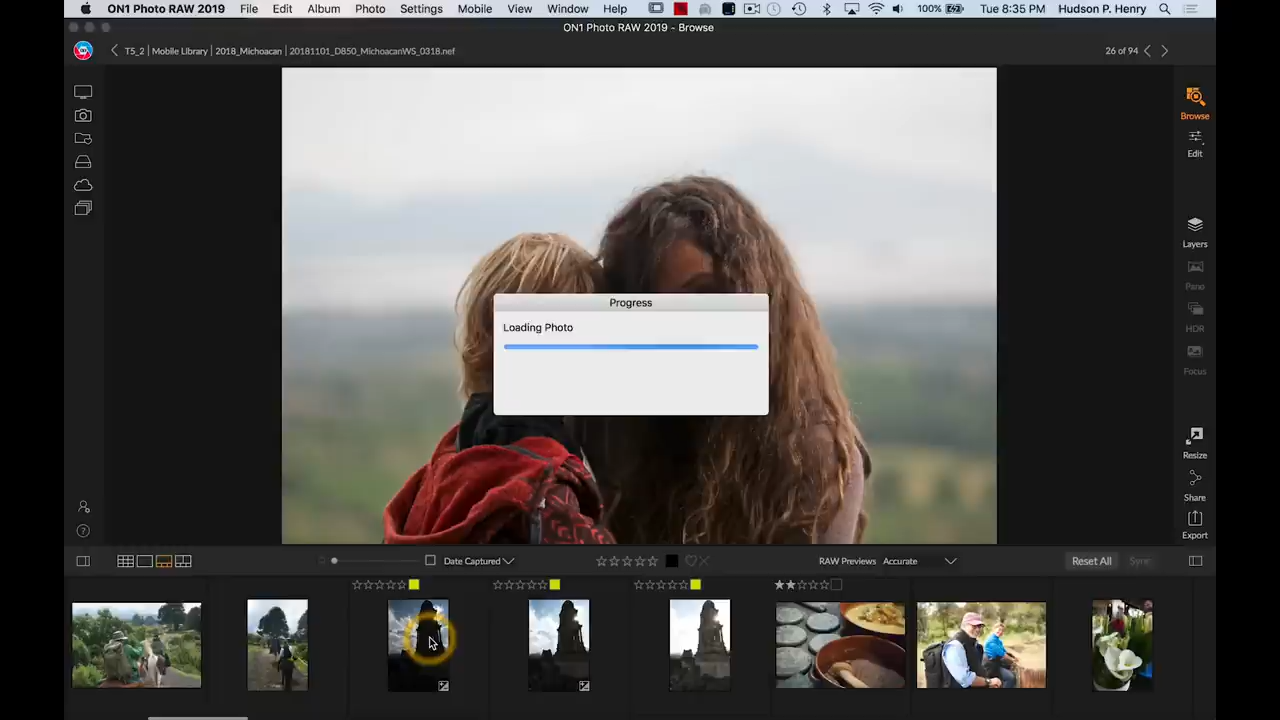 ON1 Photo RAW 2019 File Edit Album Photo Settings Mobile View Window Help 100% Tue 8:35 PM Hudson P. Henry
ON1 Photo RAW 2019 - Browse
T5_2 | Mobile Library | 2018_Michoacan | 20181101_D850_MichoacanWS_0318.nef
26 of 94
Browse
Edit
Layers
Pano
HDR
Focus
Resize
Share
Export
Progress
Loading Photo
?
Date Captured
RAW Previews Accurate
Reset All
Sync